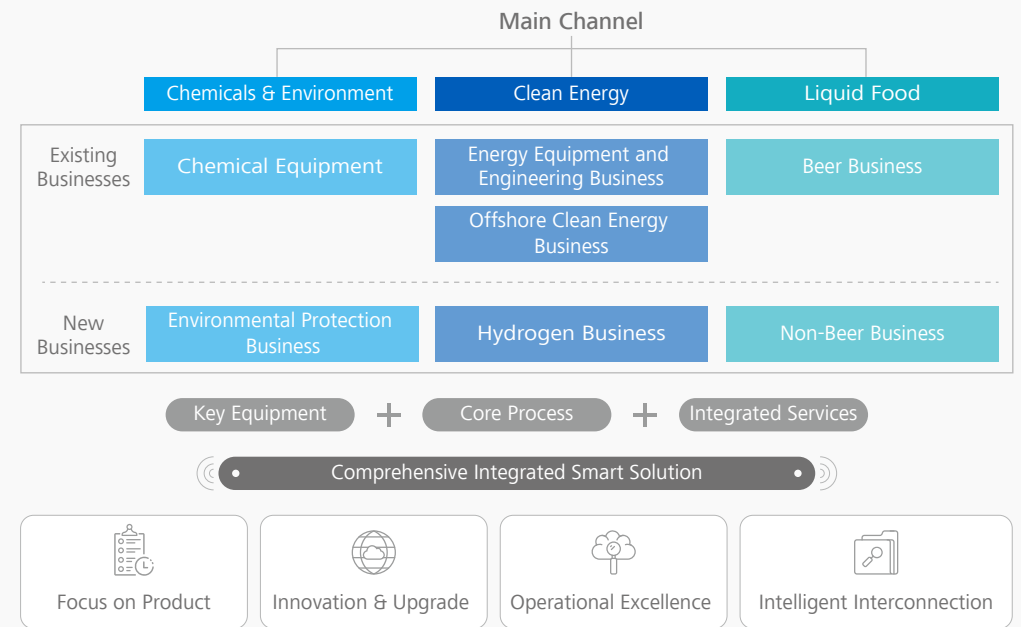 Main Channel
Chemicals & Environment
Clean Energy
Liquid Food
Existing
Businesses
Chemical Equipment
Energy Equipment and
Engineering Business
Beer Business
Offshore Clean Energy
Business
New
Businesses
Environmental Protection
Business
Hydrogen Business
Non-Beer Business
Key Equipment
+
Core Process
+
Integrated Services
Comprehensive Integrated Smart Solution
Focus on Product
Innovation & Upgrade
Operational Excellence
Intelligent Interconnection